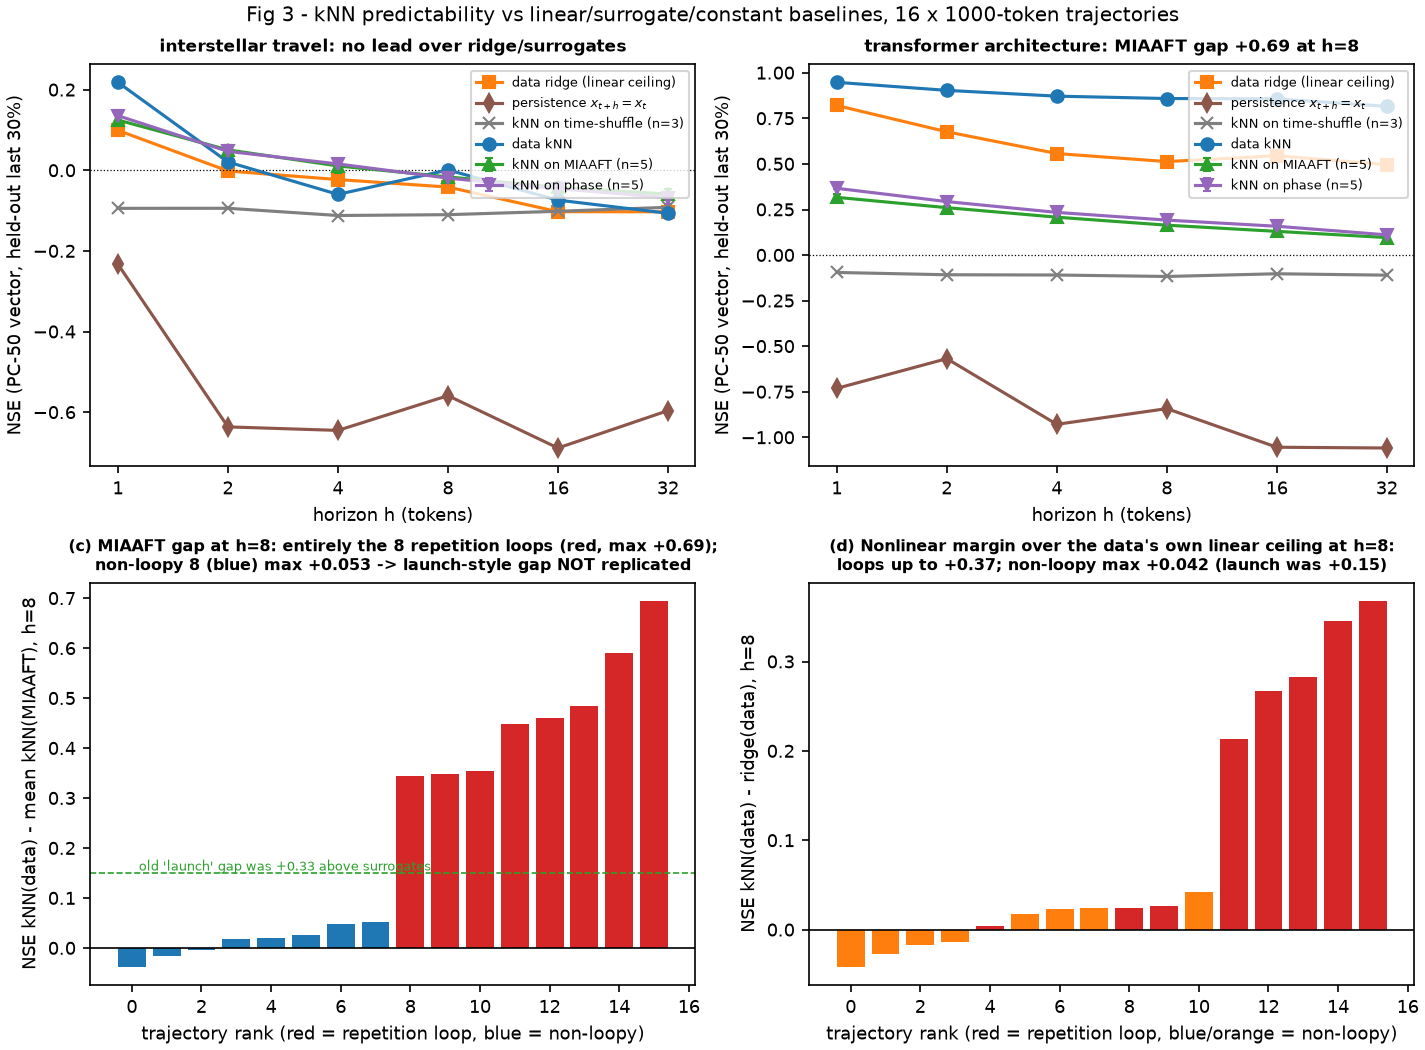 Fig 3 - kNN predictability vs linear/surrogate/constant baselines, 16 x 1000-token trajectories
interstellar travel: no lead over ridge/surrogates
NSE (PC-50 vector, held-out last 30%)
0.2
0.0
−0.2
−0.4
−0.6
data ridge (linear ceiling)
persistence x_{t+h} = x_t
kNN on time-shuffle (n=3)
data kNN
kNN on MIAAFT (n=5)
kNN on phase (n=5)
1 2 4 8 16 32
horizon h (tokens)
transformer architecture: MIAAFT gap +0.69 at h=8
NSE (PC-50 vector, held-out last 30%)
1.00
0.75
0.50
0.25
0.00
−0.25
−0.50
−0.75
−1.00
data ridge (linear ceiling)
persistence x_{t+h} = x_t
kNN on time-shuffle (n=3)
data kNN
kNN on MIAAFT (n=5)
kNN on phase (n=5)
1 2 4 8 16 32
horizon h (tokens)
(c) MIAAFT gap at h=8: entirely the 8 repetition loops (red, max +0.69);
non-loopy 8 (blue) max +0.053 -> launch-style gap NOT replicated
NSE kNN(data) - mean kNN(MIAAFT), h=8
0.7
0.6
0.5
0.4
0.3
0.2
0.1
0.0
old 'launch' gap was +0.33 above surrogates
0 2 4 6 8 10 12 14 16
trajectory rank (red = repetition loop, blue = non-loopy)
(d) Nonlinear margin over the data's own linear ceiling at h=8:
loops up to +0.37; non-loopy max +0.042 (launch was +0.15)
NSE kNN(data) - ridge(data), h=8
0.3
0.2
0.1
0.0
0 2 4 6 8 10 12 14 16
trajectory rank (red = repetition loop, blue/orange = non-loopy)